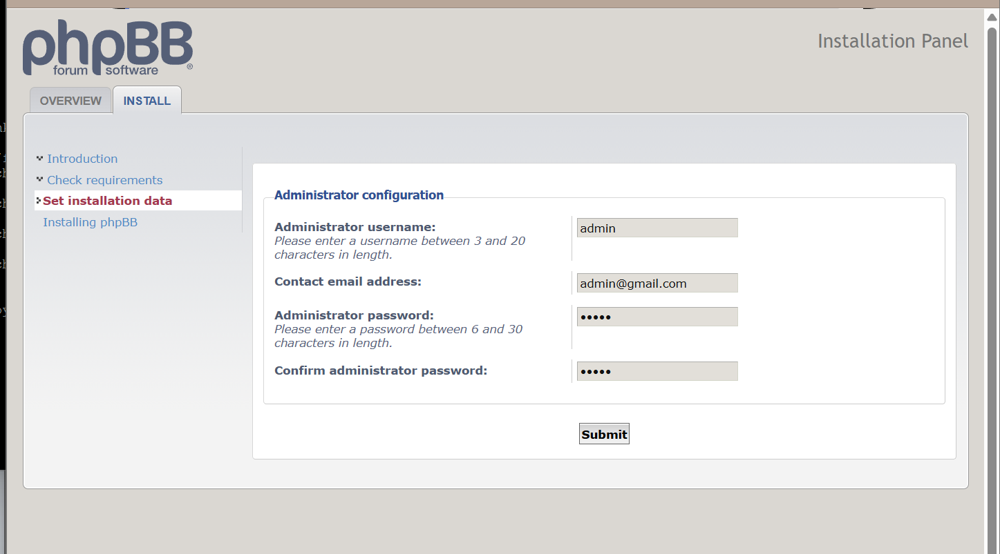 phpBB
forum software ®
Installation Panel
OVERVIEW
INSTALL
Introduction
Check requirements
Set installation data
Installing phpBB
Administrator configuration
Administrator username:
admin
Please enter a username between 3 and 20
characters in length.
Contact email address:
admin@gmail.com
Administrator password:
•••••
Please enter a password between 6 and 30
characters in length.
Confirm administrator password:
•••••
Submit